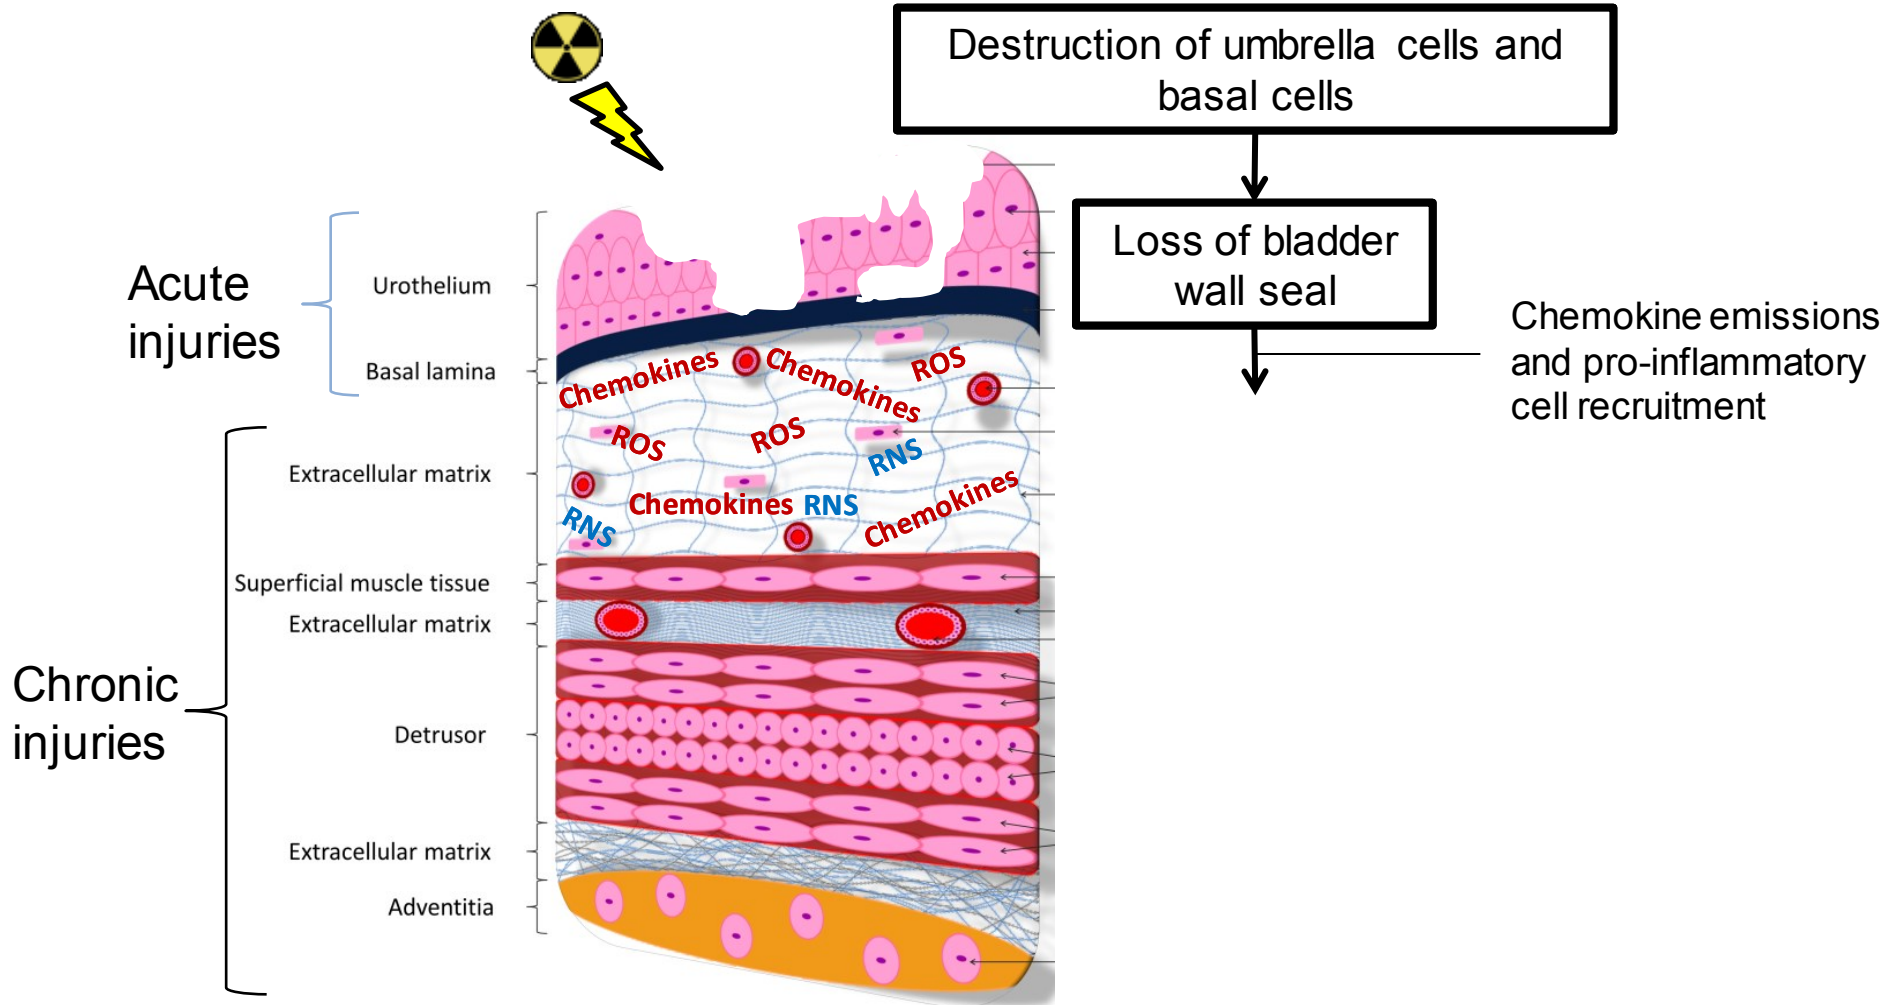 Destruction of umbrella cells and
basal cells
Loss of bladder
wall seal
Chemokine emissions
and pro-inflammatory
cell recruitment
Acute
injuries
Urothelium
Basal lamina
Chronic
injuries
Extracellular matrix
Superficial muscle tissue
Extracellular matrix
Detrusor
Extracellular matrix
Adventitia
Chemokines
Chemokines
ROS
ROS
ROS
RNS
Chemokines
RNS
Chemokines
RNS